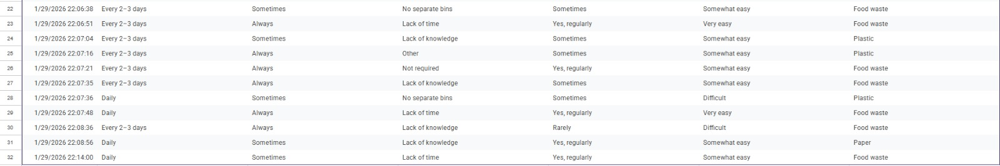 22 1/29/2026 22:06:38 Every 2–3 days Sometimes No separate bins Sometimes Somewhat easy Food waste
23 1/29/2026 22:06:51 Every 2–3 days Always Lack of time Yes, regularly Very easy Food waste
24 1/29/2026 22:07:04 Every 2–3 days Sometimes Lack of knowledge Sometimes Somewhat easy Plastic
25 1/29/2026 22:07:16 Every 2–3 days Always Other Sometimes Somewhat easy Plastic
26 1/29/2026 22:07:21 Every 2–3 days Always Not required Yes, regularly Somewhat easy Food waste
27 1/29/2026 22:07:35 Every 2–3 days Always Lack of knowledge Sometimes Somewhat easy Food waste
28 1/29/2026 22:07:36 Daily Sometimes No separate bins Sometimes Difficult Plastic
29 1/29/2026 22:07:48 Daily Always Lack of time Yes, regularly Very easy Food waste
30 1/29/2026 22:08:36 Every 2–3 days Always Lack of knowledge Rarely Difficult Food waste
31 1/29/2026 22:08:56 Daily Sometimes Lack of knowledge Yes, regularly Somewhat easy Paper
32 1/29/2026 22:14:00 Daily Sometimes Lack of time Yes, regularly Somewhat easy Food waste